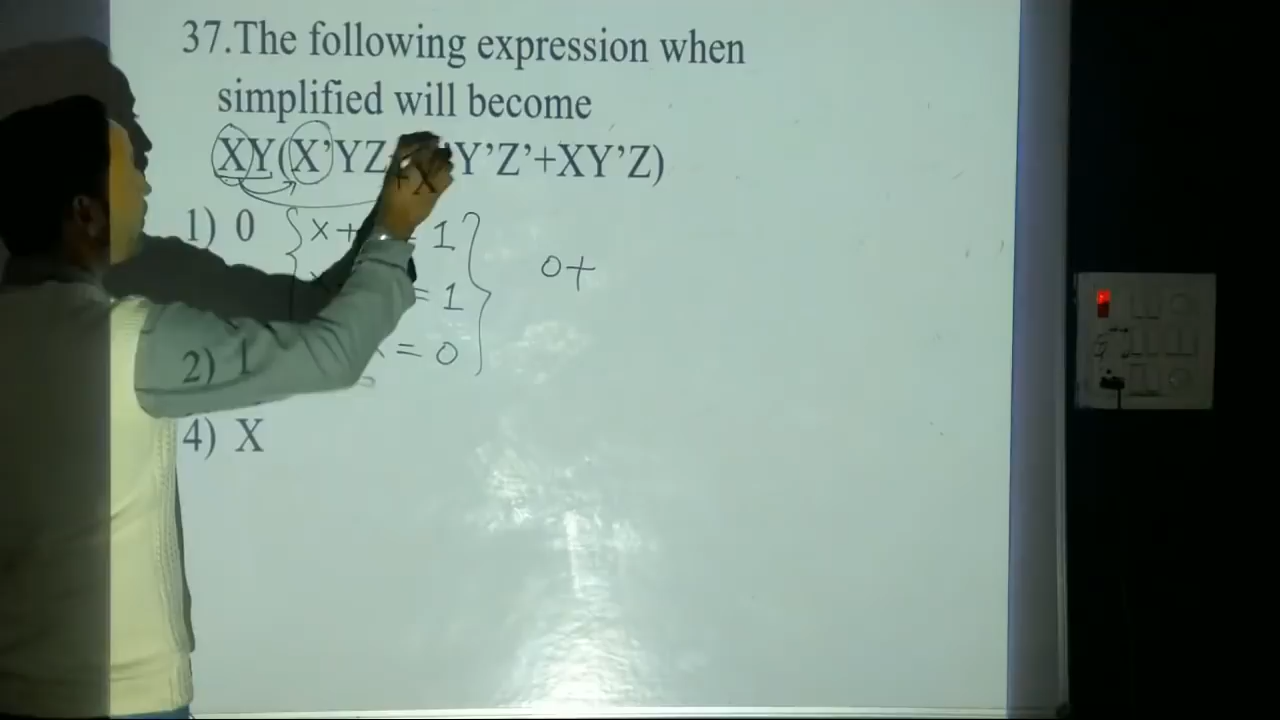 37.The following expression when
simplified will become
XY(X'YZ+X'Y'Z'+XY'Z)
1) 0
x+ = 1
= 1
0+
= 0
2) 1
4) X